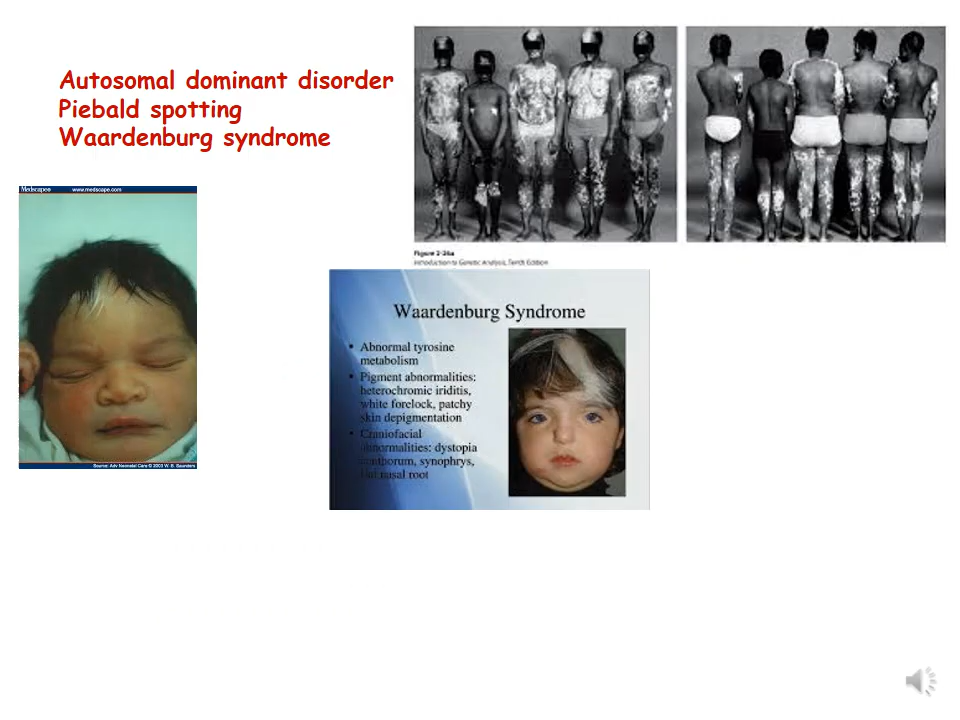 Autosomal dominant disorder
Piebald spotting
Waardenburg syndrome
Medscape® www.medscape.com
Source: Adv Neonatal Care © 2003 W. B. Saunders
Figure 2-26a
Introduction to Genetic Analysis, Tenth Edition
Waardenburg Syndrome
• Abnormal tyrosine
metabolism
• Pigment abnormalities:
heterochromic iriditis,
white forelock, patchy
skin depigmentation
• Craniofacial
abnormalities: dystopia
canthorum, synophrys,
nasal root